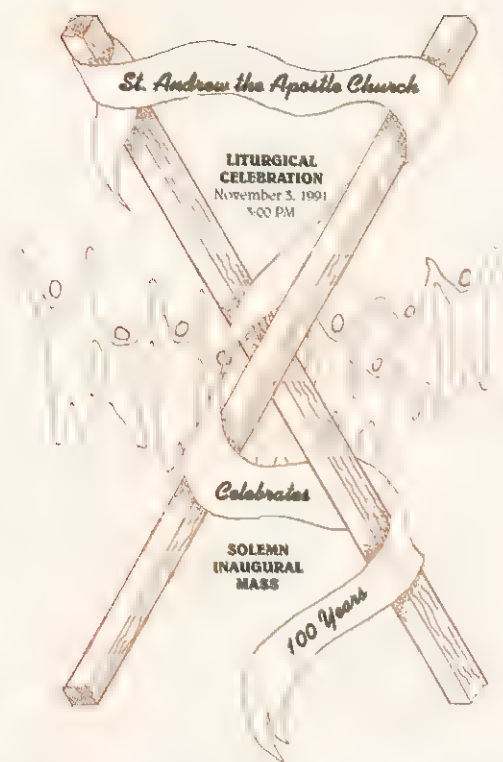 St. Andrew the Apostle Church
LITURGICAL
CELEBRATION
November 3, 1991
3:00 PM
Celebrates
SOLEMN
INAUGURAL
MASS
100 Years